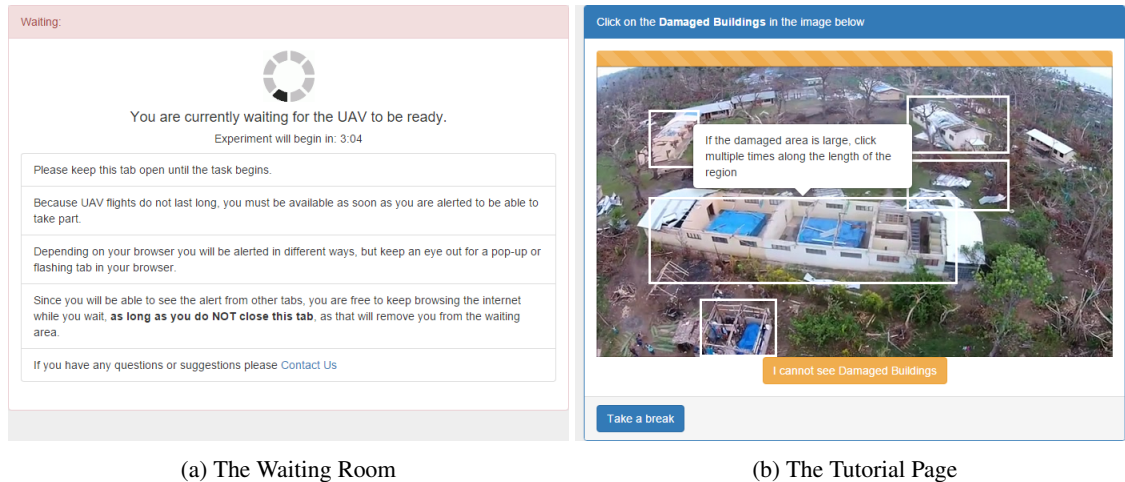 Waiting:
You are currently waiting for the UAV to be ready.
Experiment will begin in: 3:04
Please keep this tab open until the task begins.
Because UAV flights do not last long, you must be available as soon as you are alerted to be able to
take part.
Depending on your browser you will be alerted in different ways, but keep an eye out for a pop-up or
flashing tab in your browser.
Since you will be able to see the alert from other tabs, you are free to keep browsing the internet
while you wait, as long as you do NOT close this tab, as that will remove you from the waiting
area.
If you have any questions or suggestions please Contact Us
(a) The Waiting Room
Click on the Damaged Buildings in the image below
If the damaged area is large, click
multiple times along the length of the
region
I cannot see Damaged Buildings
Take a break
(b) The Tutorial Page